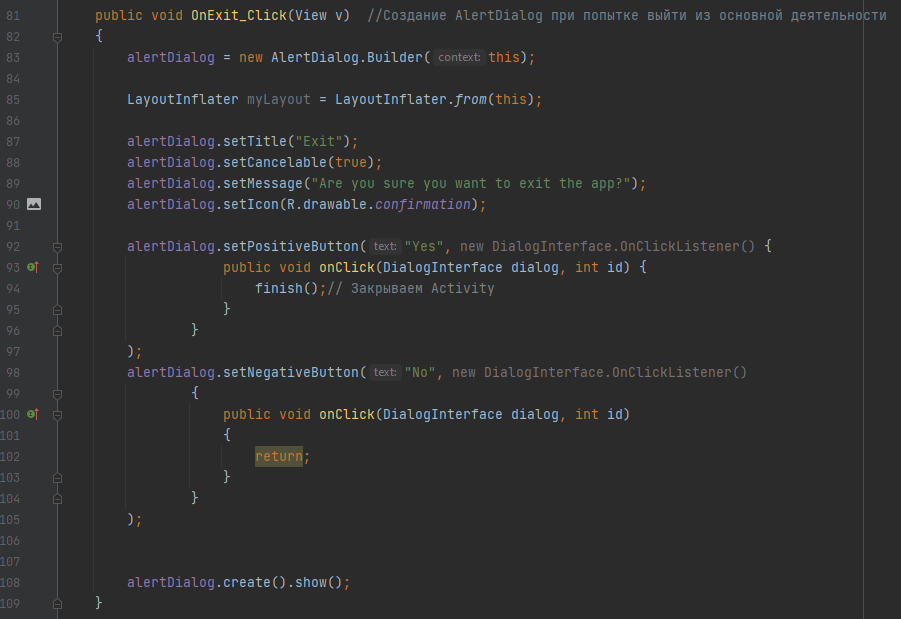 81 public void OnExit_Click(View v) //Создание AlertDialog при попытке выйти из основной деятельности
82 {
83 alertDialog = new AlertDialog.Builder( context: this);
84
85 LayoutInflater myLayout = LayoutInflater.from(this);
86
87 alertDialog.setTitle("Exit");
88 alertDialog.setCancelable(true);
89 alertDialog.setMessage("Are you sure you want to exit the app?");
90 alertDialog.setIcon(R.drawable.confirmation);
91
92 alertDialog.setPositiveButton( text: "Yes", new DialogInterface.OnClickListener() {
93 public void onClick(DialogInterface dialog, int id) {
94 finish();// Закрываем Activity
95 }
96 }
97 );
98 alertDialog.setNegativeButton( text: "No", new DialogInterface.OnClickListener()
99 {
100 public void onClick(DialogInterface dialog, int id)
101 {
102 return;
103 }
104 }
105 );
106
107
108 alertDialog.create().show();
109 }